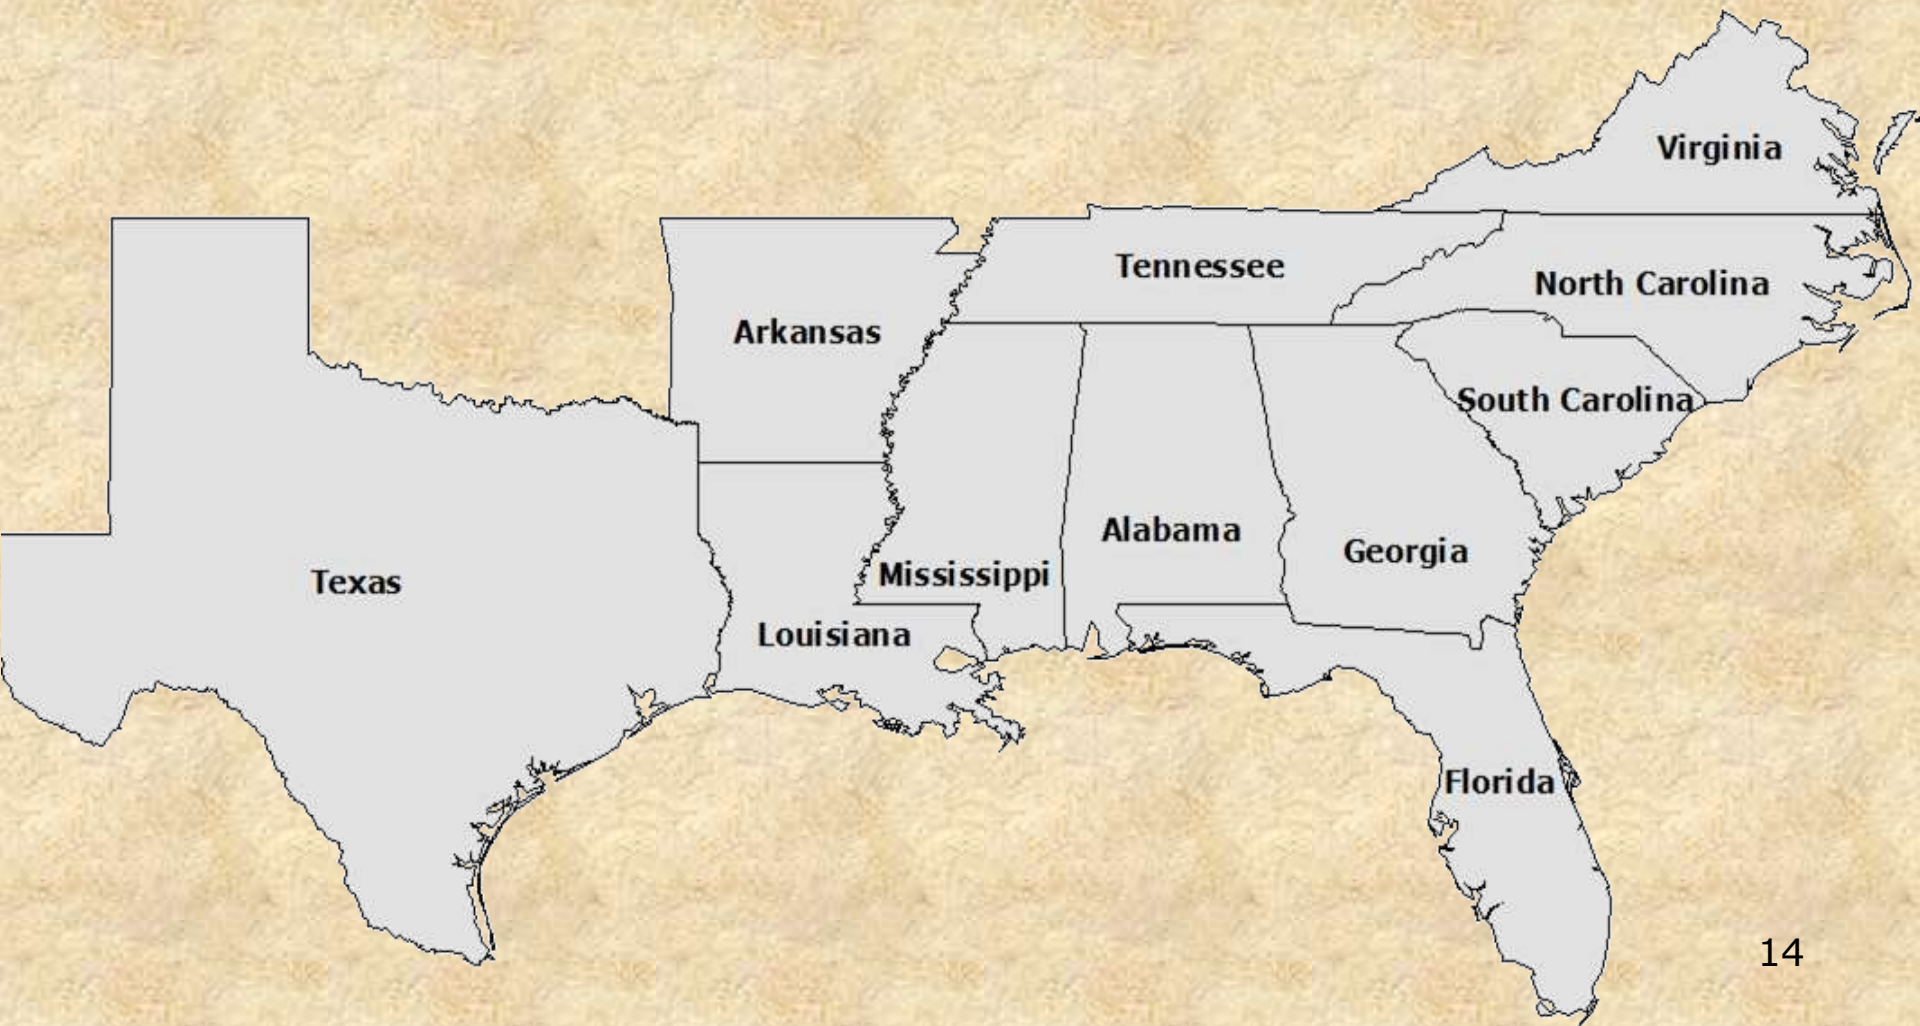 Virginia
Tennessee
North Carolina
Arkansas
South Carolina
Alabama
Georgia
Mississippi
Texas
Louisiana
Florida
14